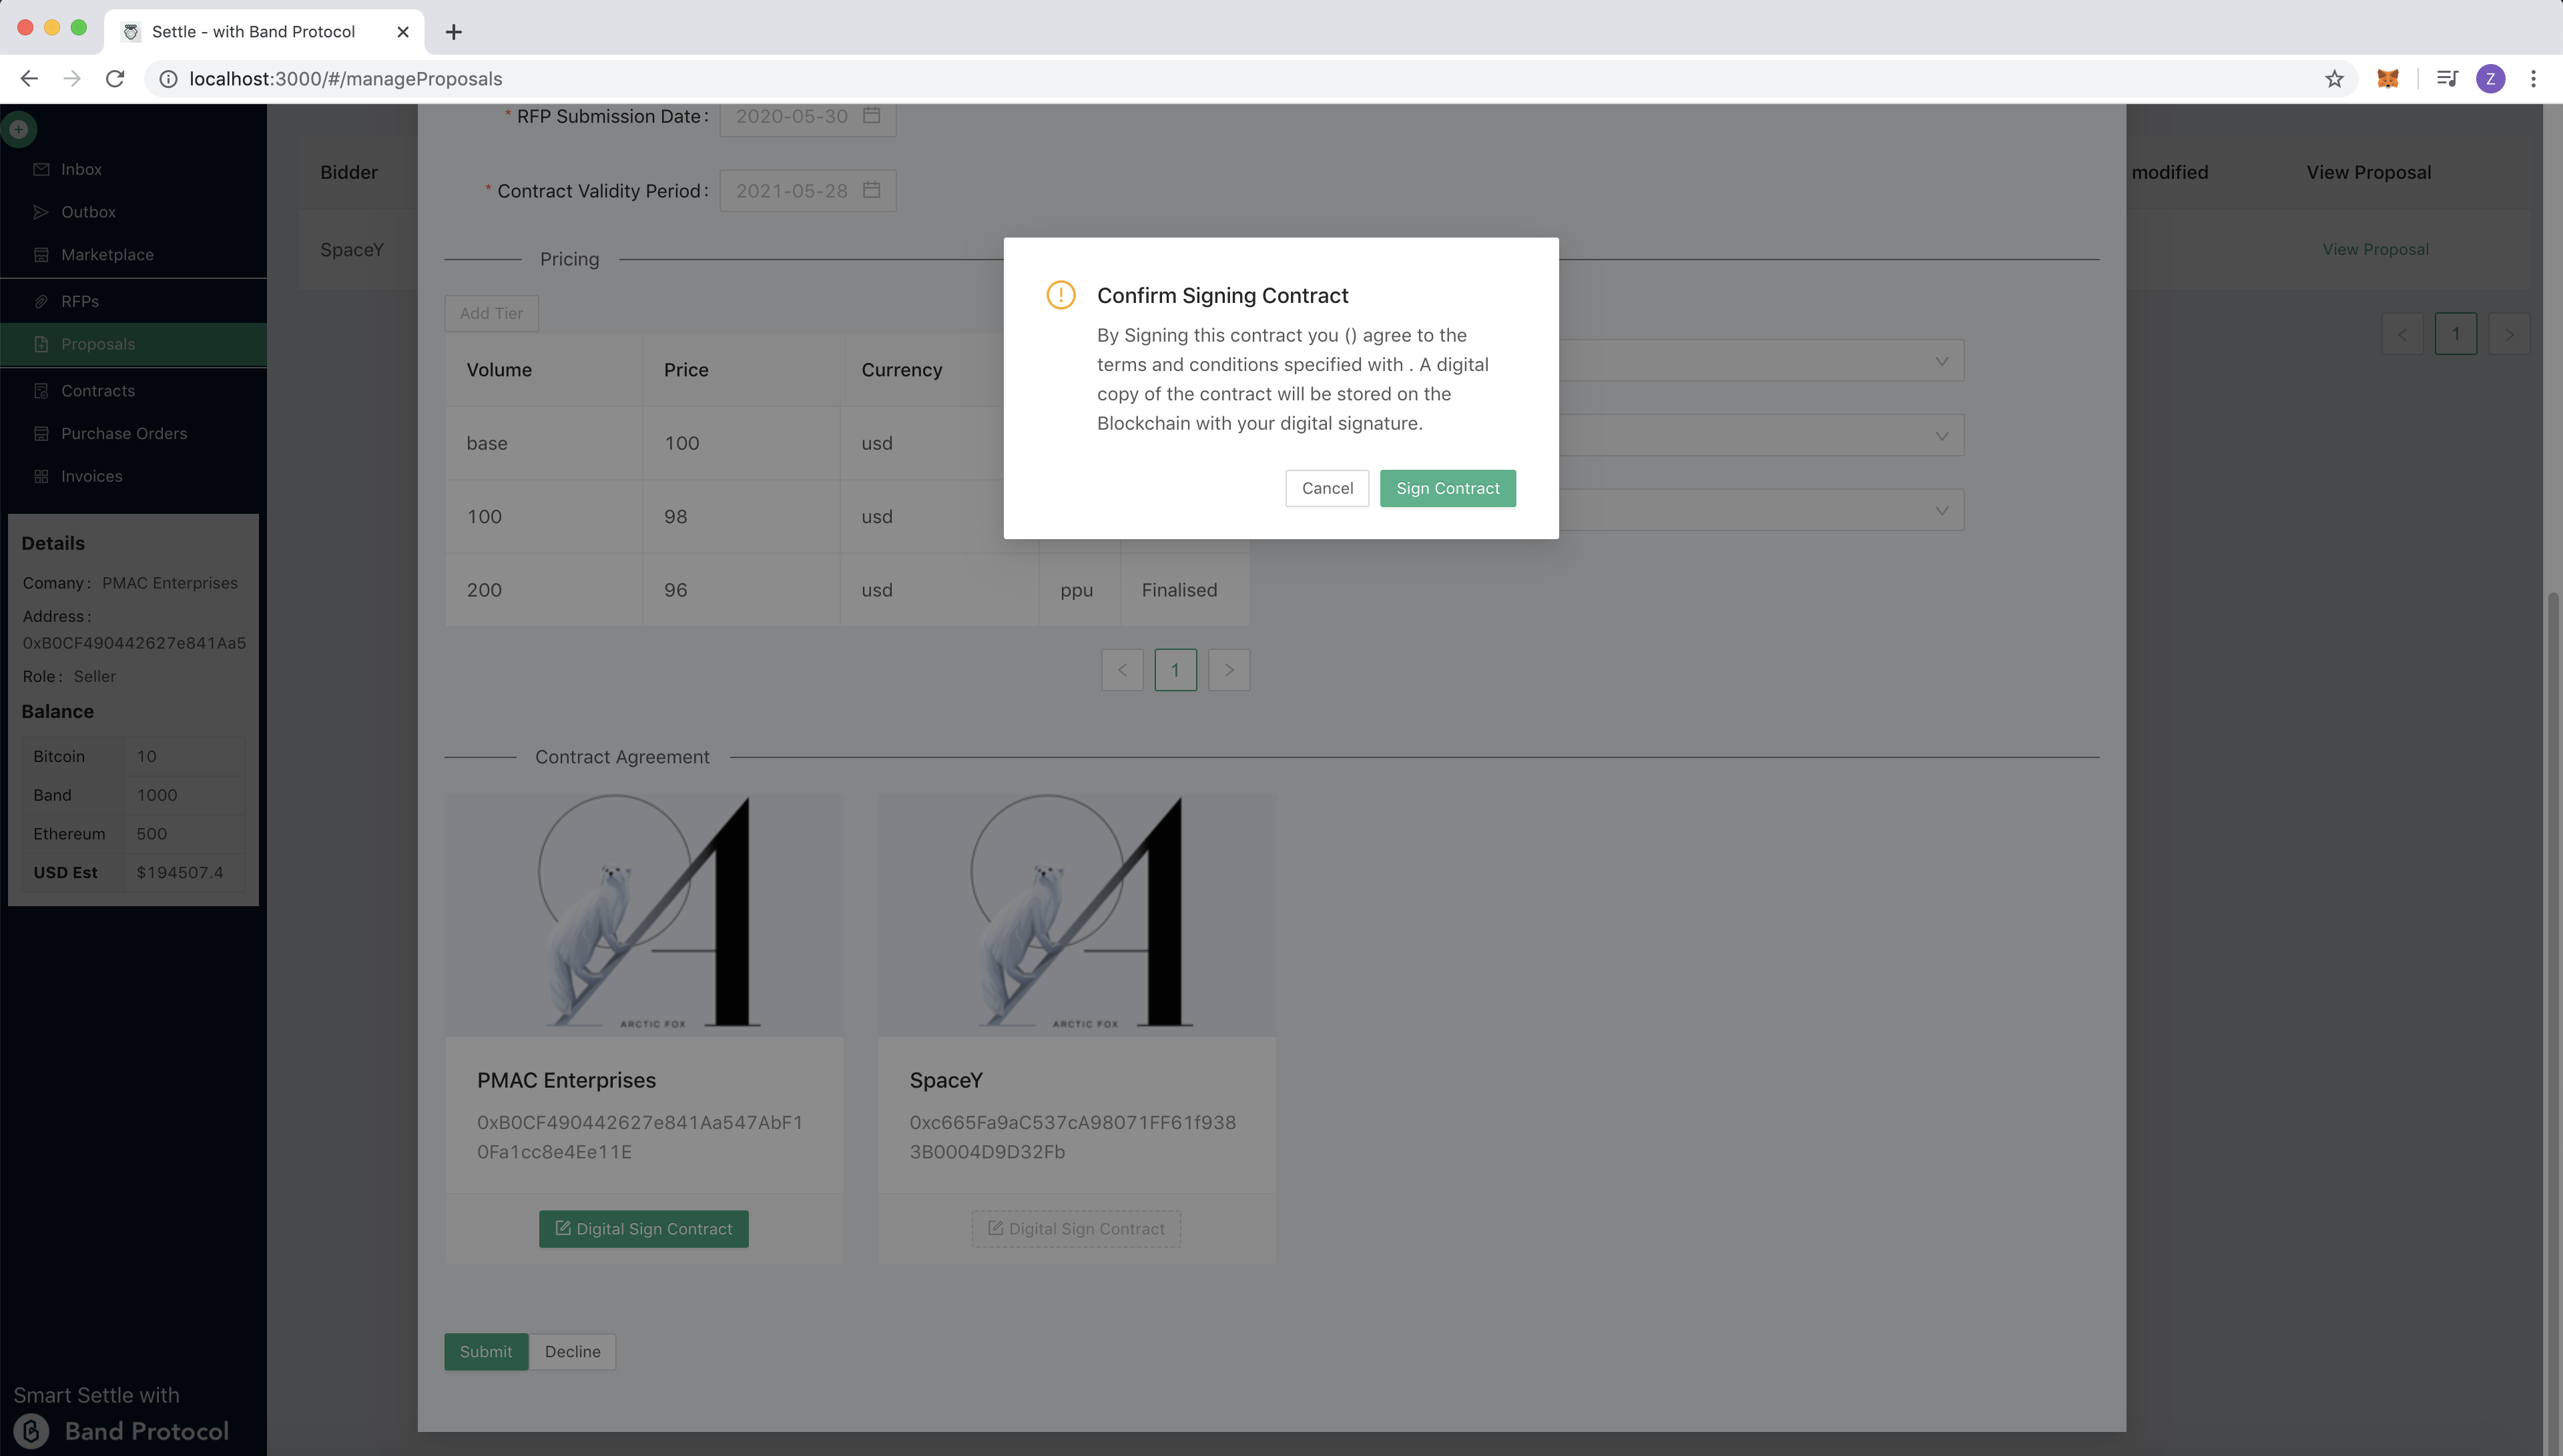 Settle - with Band Protocol
localhost:3000/#/manageProposals
Z
Inbox
Outbox
Marketplace
RFPs
Proposals
Contracts
Purchase Orders
Invoices
Details
Comany: PMAC Enterprises
Address:
0xB0CF490442627e841Aa5
Role: Seller
Balance
Bitcoin 10
Band 1000
Ethereum 500
USD Est $194507.4
Smart Settle with
Band Protocol
Bidder
SpaceY
modified View Proposal
View Proposal
< 1 >
* RFP Submission Date: 2020-05-30
* Contract Validity Period: 2021-05-28
Pricing
Add Tier
Volume Price Currency
base 100 usd
100 98 usd
200 96 usd ppu Finalised
< 1 >
Confirm Signing Contract
By Signing this contract you () agree to the
terms and conditions specified with . A digital
copy of the contract will be stored on the
Blockchain with your digital signature.
Cancel Sign Contract
Contract Agreement
A
ARCTIC FOX
PMAC Enterprises
0xB0CF490442627e841Aa547AbF1
0Fa1cc8e4Ee11E
Digital Sign Contract
A
ARCTIC FOX
SpaceY
0xc665Fa9aC537cA98071FF61f938
3B0004D9D32Fb
Digital Sign Contract
Submit Decline